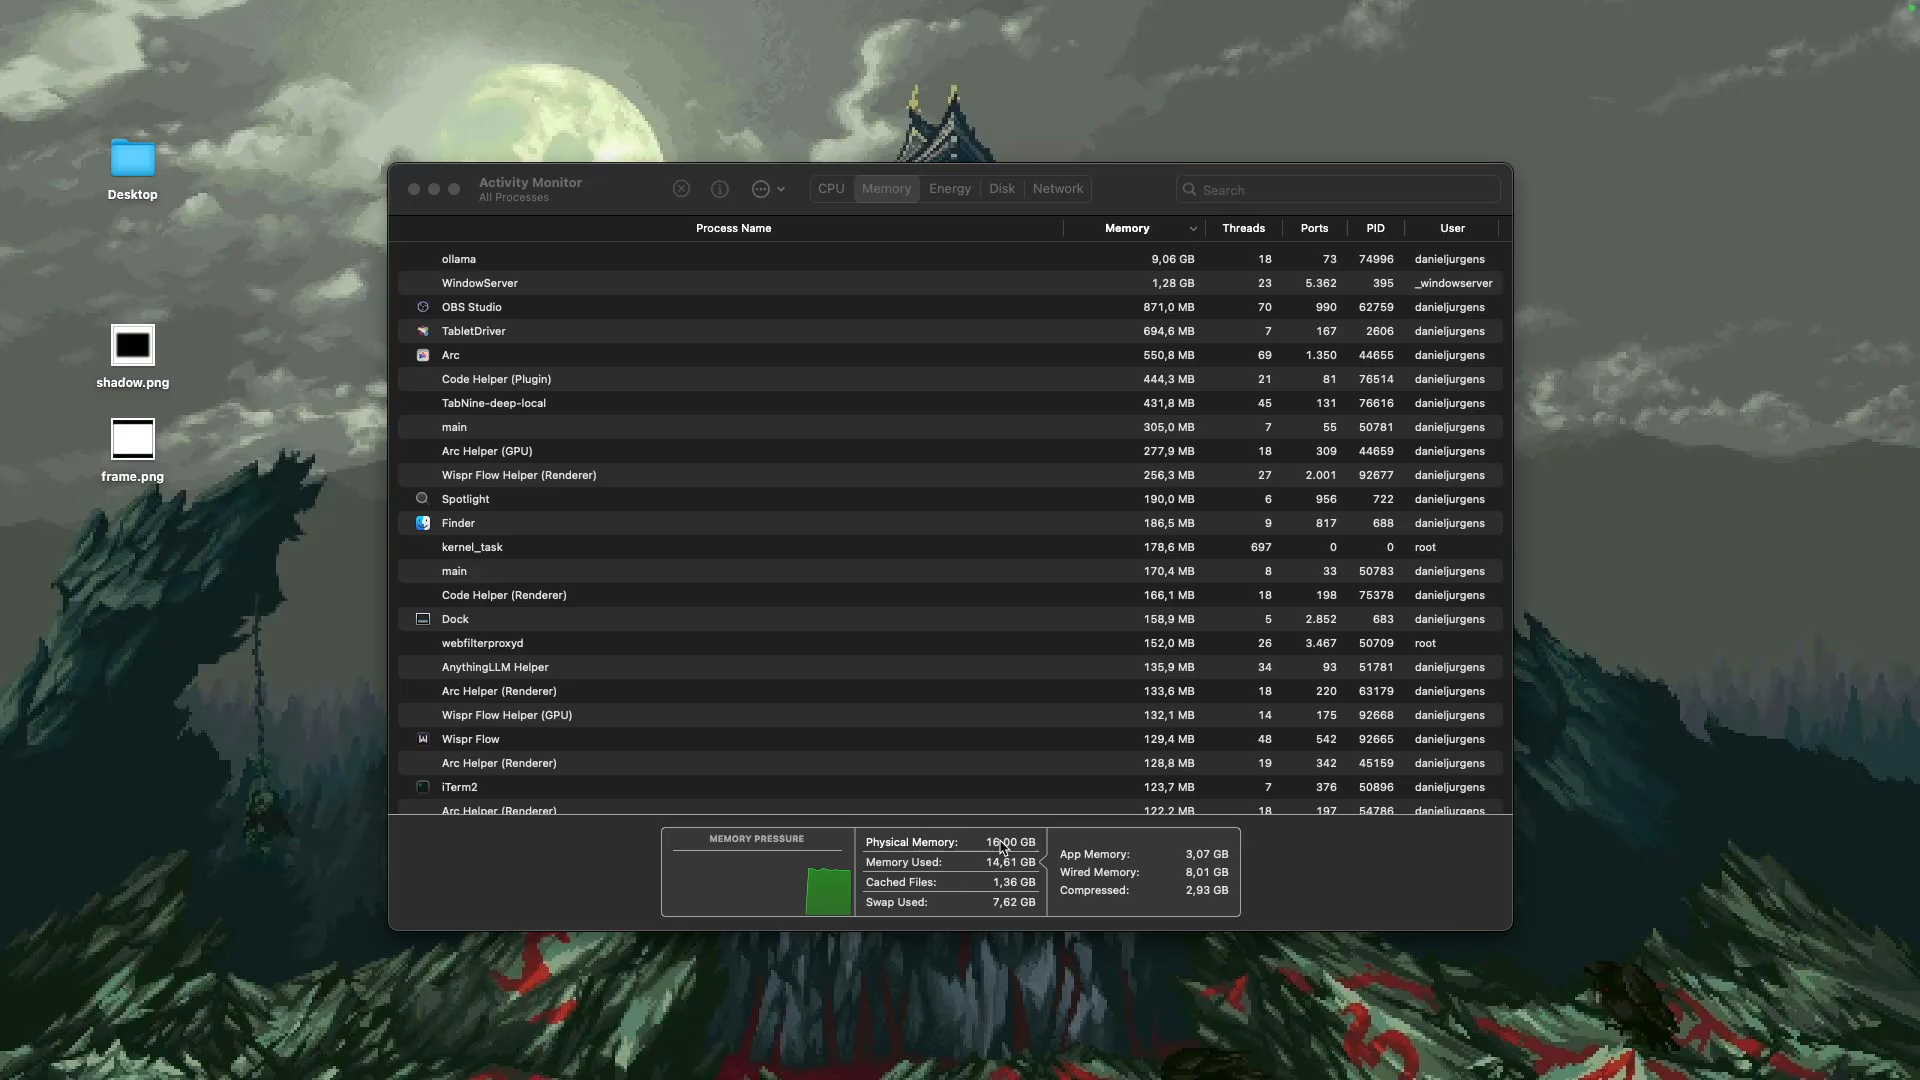 Desktop
shadow.png
frame.png
Activity Monitor
All Processes
CPU Memory Energy Disk Network
Search
Process Name Memory Threads Ports PID User
ollama 9,06 GB 18 73 74996 danieljurgens
WindowServer 1,28 GB 23 5.362 395 _windowserver
OBS Studio 871,0 MB 70 990 62759 danieljurgens
TabletDriver 694,6 MB 7 167 2606 danieljurgens
Arc 550,8 MB 69 1.350 44655 danieljurgens
Code Helper (Plugin) 444,3 MB 21 81 76514 danieljurgens
TabNine-deep-local 431,8 MB 45 131 76616 danieljurgens
main 305,0 MB 7 55 50781 danieljurgens
Arc Helper (GPU) 277,9 MB 18 309 44659 danieljurgens
Wispr Flow Helper (Renderer) 256,3 MB 27 2.001 92677 danieljurgens
Spotlight 190,0 MB 6 956 722 danieljurgens
Finder 186,5 MB 9 817 688 danieljurgens
kernel_task 178,6 MB 697 0 0 root
main 170,4 MB 8 33 50783 danieljurgens
Code Helper (Renderer) 166,1 MB 18 198 75378 danieljurgens
Dock 158,9 MB 5 2.852 683 danieljurgens
webfilterproxyd 152,0 MB 26 3.467 50709 root
AnythingLLM Helper 135,9 MB 34 93 51781 danieljurgens
Arc Helper (Renderer) 133,6 MB 18 220 63179 danieljurgens
Wispr Flow Helper (GPU) 132,1 MB 14 175 92668 danieljurgens
Wispr Flow 129,4 MB 48 542 92665 danieljurgens
Arc Helper (Renderer) 128,8 MB 19 342 45159 danieljurgens
iTerm2 123,7 MB 7 376 50896 danieljurgens
Arc Helper (Renderer) 122,2 MB 18 197 54786 danieljurgens
MEMORY PRESSURE
Physical Memory: 16,00 GB
Memory Used: 14,61 GB
Cached Files: 1,36 GB
Swap Used: 7,62 GB
App Memory: 3,07 GB
Wired Memory: 8,01 GB
Compressed: 2,93 GB